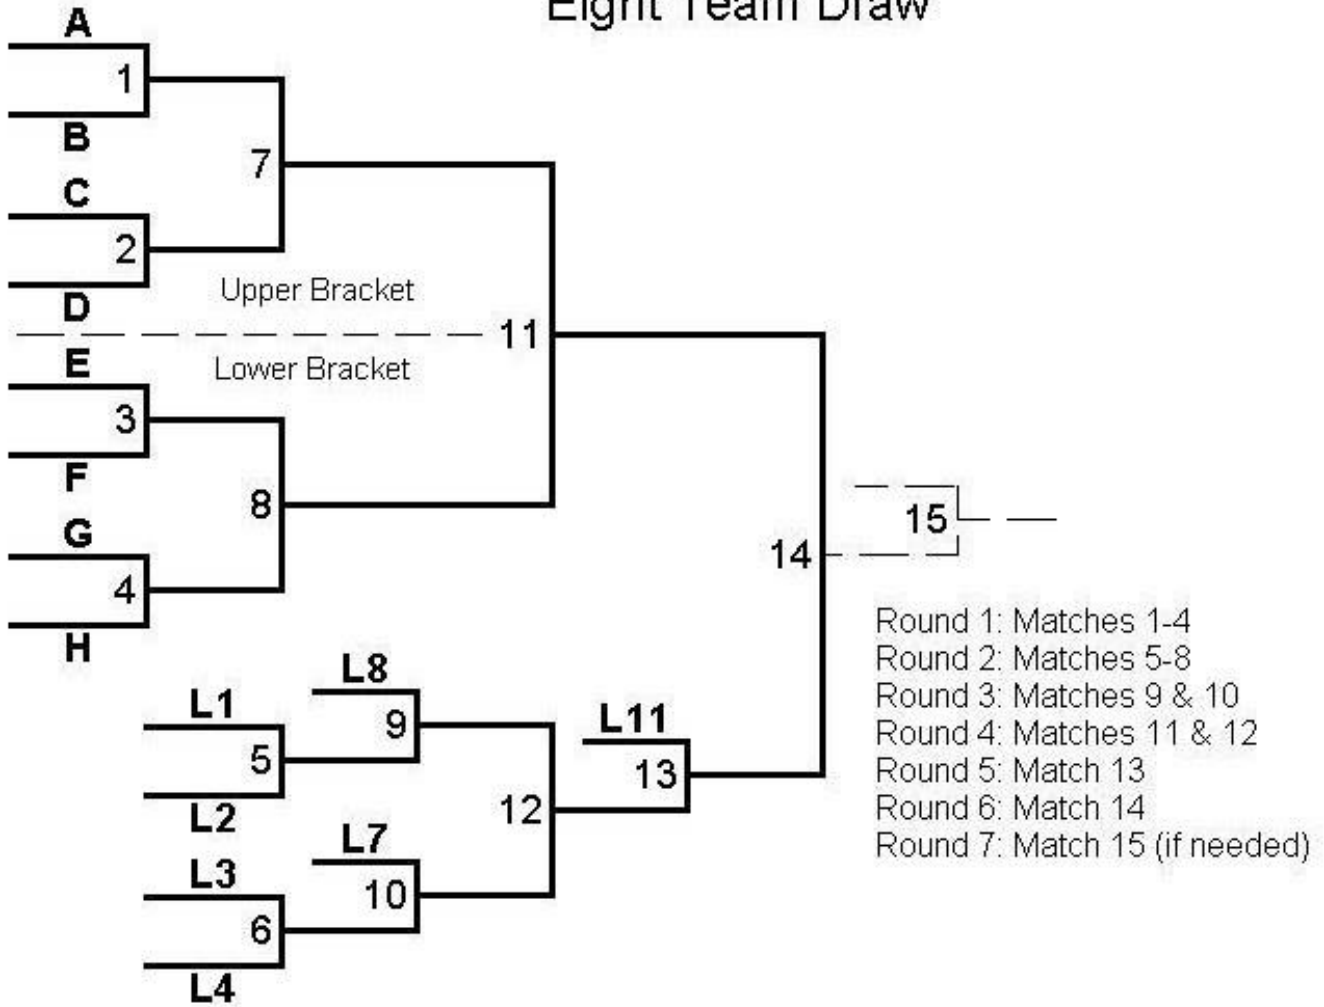 Eight Team Draw
A
1
B
7
C
2
D
Upper Bracket
11
Lower Bracket
E
3
F
8
G
4
H
15
14
Round 1: Matches 1-4
Round 2: Matches 5-8
Round 3: Matches 9 & 10
Round 4: Matches 11 & 12
Round 5: Match 13
Round 6: Match 14
Round 7: Match 15 (if needed)
L8
L1
9
5
L2
L11
13
12
L7
L3
10
6
L4